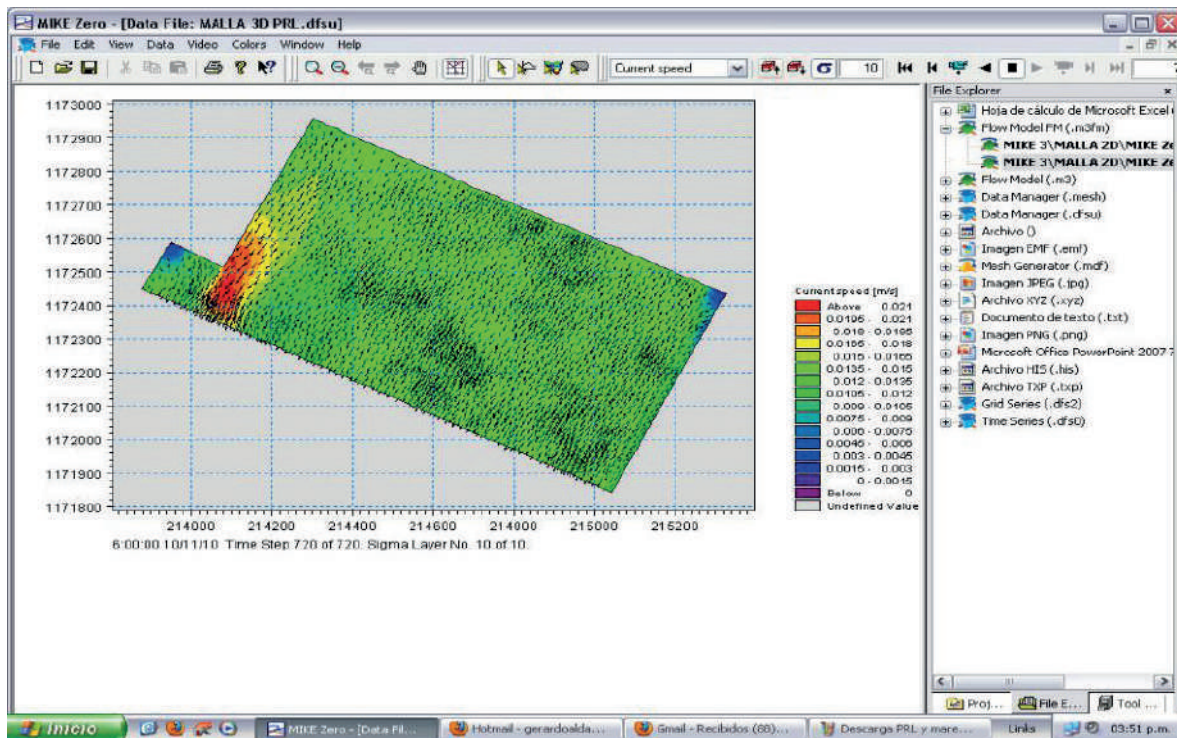 MIKE Zero - [Data File: MALLA 3D PRL.dfsu]
File Edit View Data Video Colors Window Help
Current speed
10
File Explorer
Hoja de cálculo de Microsoft Excel
Flow Model FM (.m3fm)
MIKE 3\MALLA 2D\MIKE Ze
MIKE 3\MALLA 2D\MIKE Ze
Flow Model (.m3)
Data Manager (.mesh)
Data Manager (.dfsu)
Archivo ()
Imagen EMF (.emf)
Mesh Generator (.mdf)
Imagen JPEG (.jpg)
Archivo XYZ (.xyz)
Documento de texto (.txt)
Imagen PNG (.png)
Microsoft Office PowerPoint 2007
Archivo HIS (.his)
Archivo TXP (.txp)
Grid Series (.dfs2)
Time Series (.dfs0)
1173000
1172900
1172800
1172700
1172600
1172500
1172400
1172300
1172200
1172100
1172000
1171900
1171800
214000 214200 214400 214600 214800 215000 215200
6:00:00 10/11/10 Time Step 720 of 720. Sigma Layer No. 10 of 10.
Current speed [m/s]
Above 0.021
0.0195 - 0.021
0.018 - 0.0195
0.0165 - 0.018
0.015 - 0.0165
0.0135 - 0.015
0.012 - 0.0135
0.0105 - 0.012
0.009 - 0.0105
0.0075 - 0.009
0.006 - 0.0075
0.0045 - 0.006
0.003 - 0.0045
0.0015 - 0.003
0 - 0.0015
Below 0
Undefined Value
Proj... File E... Tool ...
Inicio
MIKE Zero - [Data Fil...
Hotmail - gerardoalda...
Gmail - Recibidos (88)...
Descarga PRL y mare...
Links
03:51 p.m.